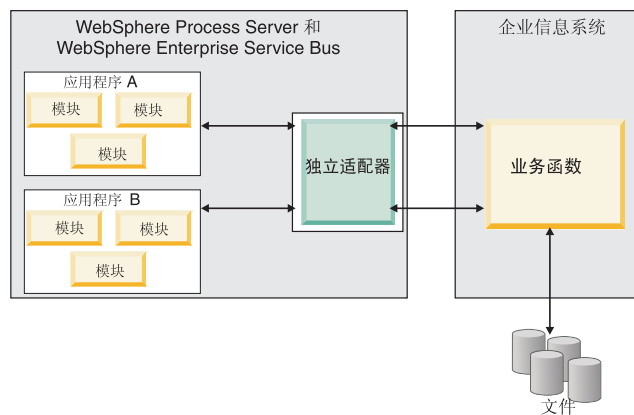 WebSphere Process Server 和
WebSphere Enterprise Service Bus
应用程序 A
模块
模块
模块
应用程序 B
模块
模块
模块
独立适配器
企业信息系统
业务函数
文件